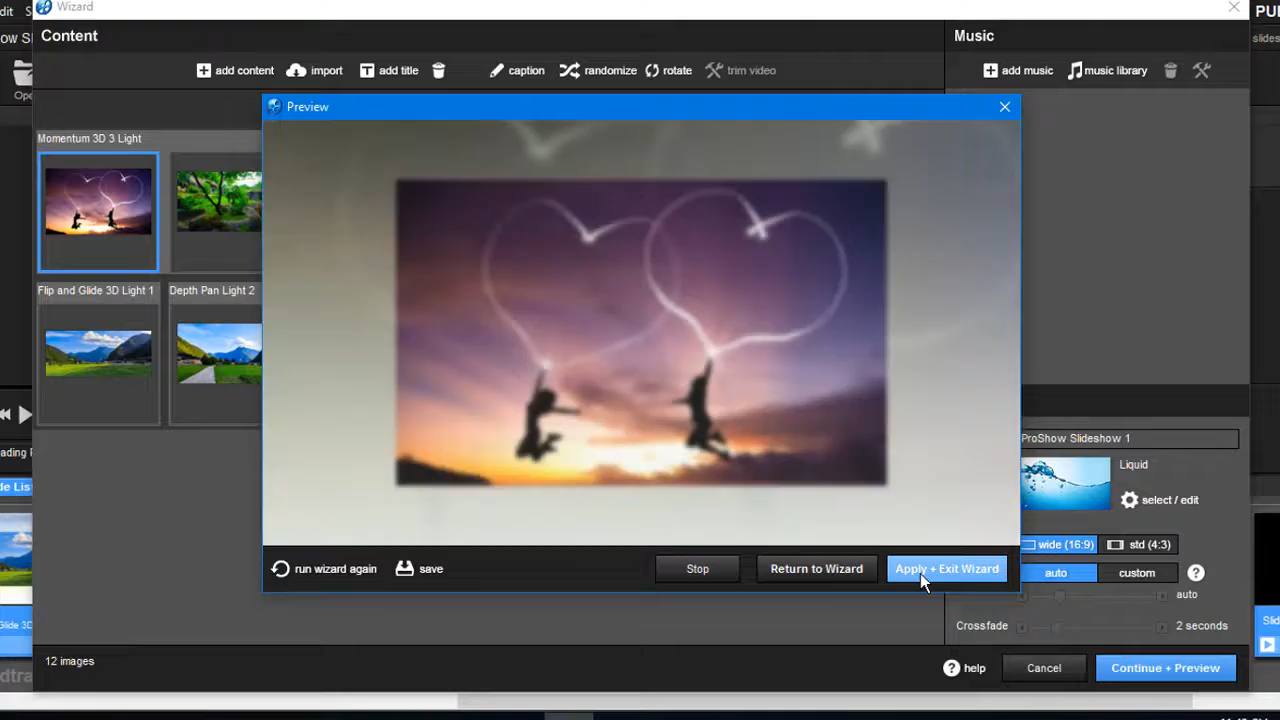 Wizard
Content
Music
add content
import
add title
caption
randomize
rotate
trim video
add music
music library
Preview
Momentum 3D 3 Light
Flip and Glide 3D Light 1
Depth Pan Light 2
ProShow Slideshow 1
Liquid
select / edit
wide (16:9)
std (4:3)
auto
custom
auto
Crossfade
2 seconds
run wizard again
save
Stop
Return to Wizard
Apply + Exit Wizard
12 images
help
Cancel
Continue + Preview